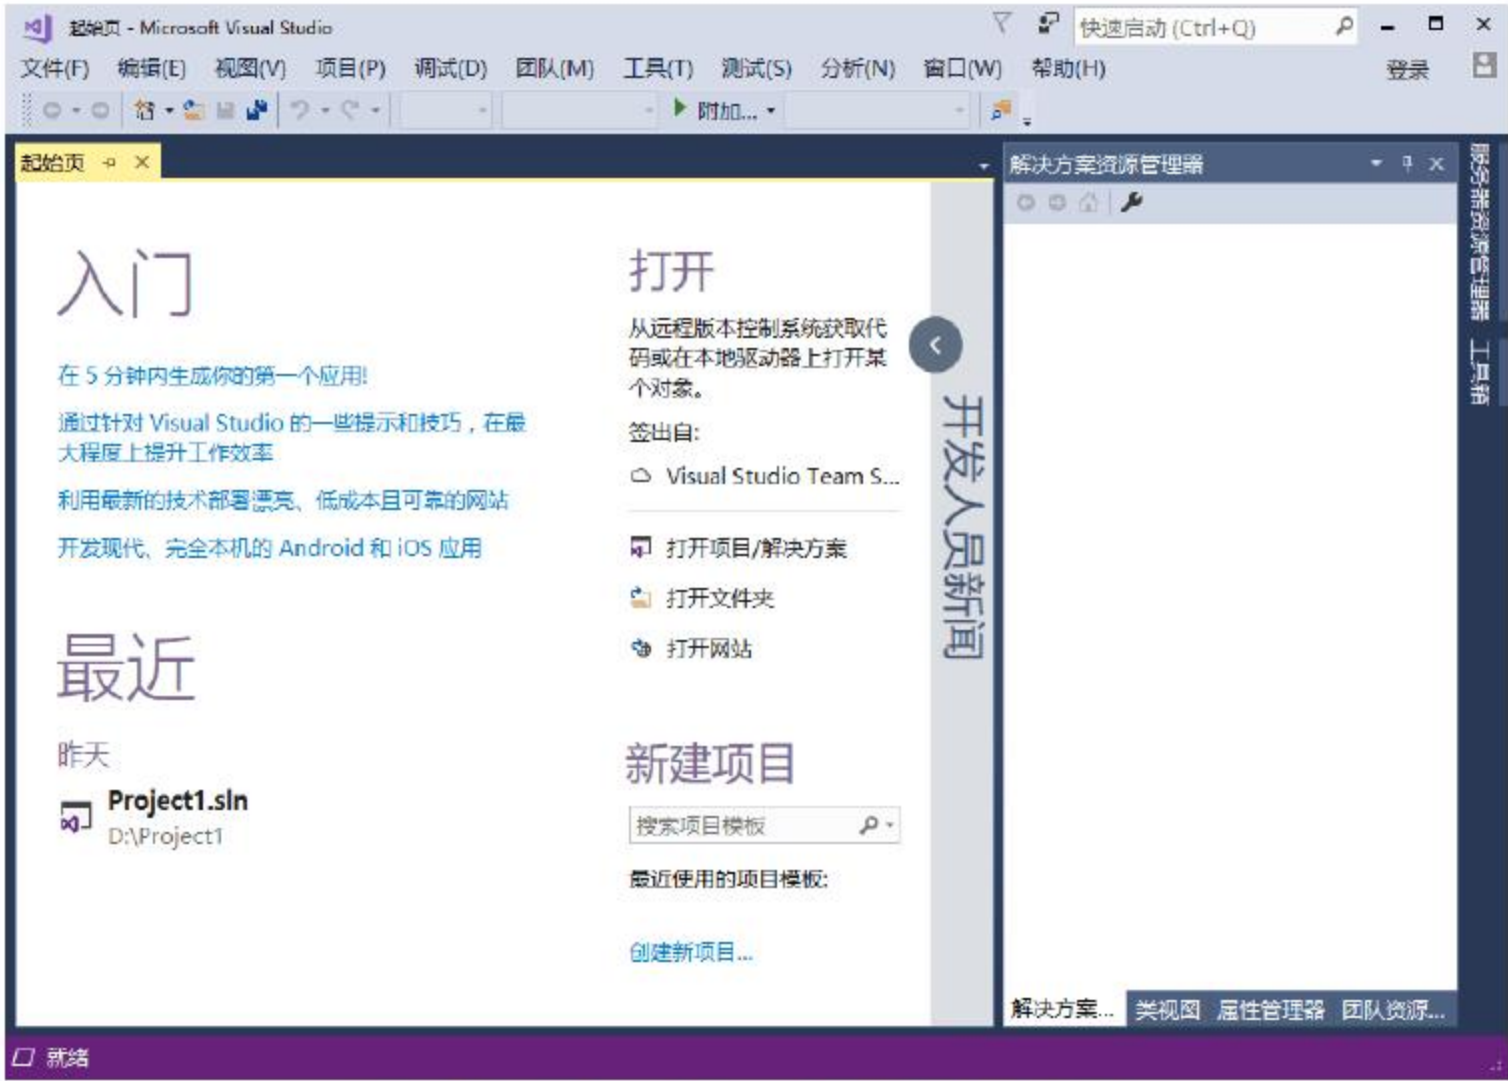 起始页 - Microsoft Visual Studio
快速启动 (Ctrl+Q)
文件(F) 编辑(E) 视图(V) 项目(P) 调试(D) 团队(M) 工具(T) 测试(S) 分析(N) 窗口(W) 帮助(H)
登录
附加...
起始页
入门
在 5 分钟内生成你的第一个应用!
通过针对 Visual Studio 的一些提示和技巧，在最
大程度上提升工作效率
利用最新的技术部署漂亮、低成本且可靠的网站
开发现代、完全本机的 Android 和 iOS 应用
最近
昨天
Project1.sln
D:\Project1
打开
从远程版本控制系统获取代
码或在本地驱动器上打开某
个对象。
签出自:
Visual Studio Team S...
打开项目/解决方案
打开文件夹
打开网站
新建项目
搜索项目模板
最近使用的项目模板:
创建新项目...
开发人员新闻
解决方案资源管理器
解决方案... 类视图 属性管理器 团队资源...
服务器资源管理器
工具箱
就绪